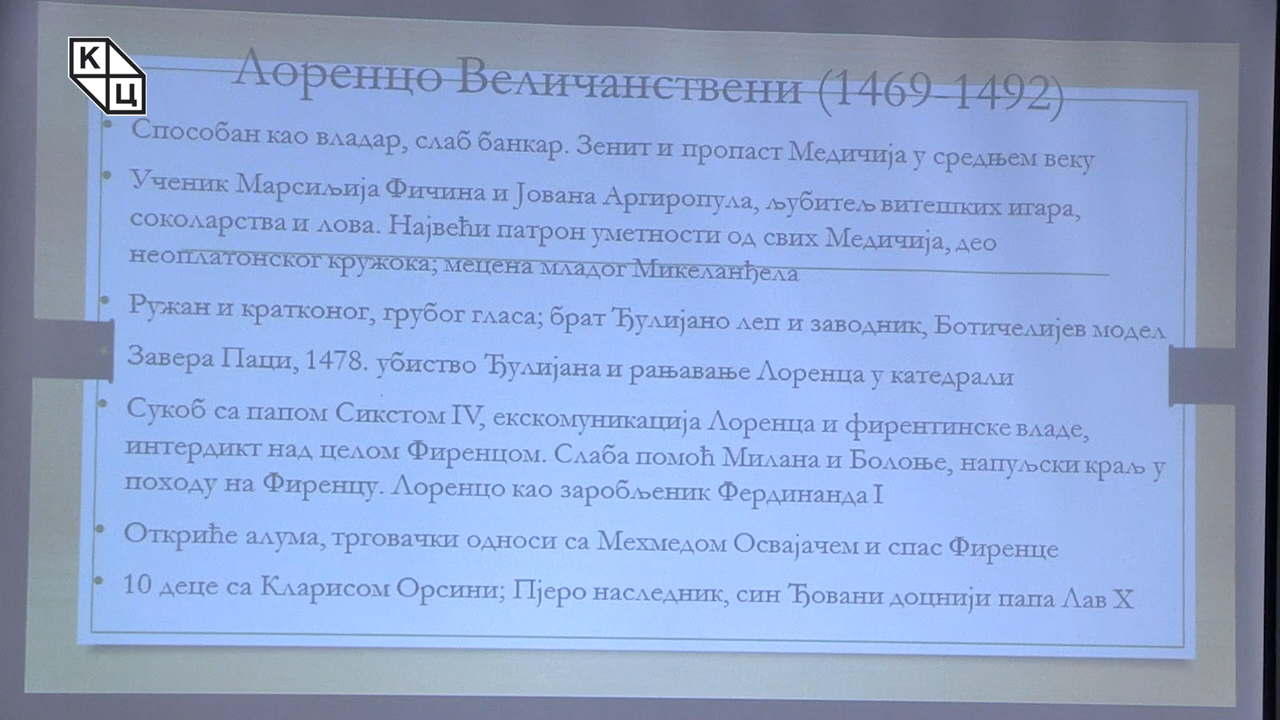 К
Ц
Лоренцо Величанствени (1469-1492)
• Способан као владар, слаб банкар. Зенит и пропаст Медичија у средњем веку
• Ученик Марсиљија Фичина и Јована Аргиропула, љубитељ витешких игара,
соколарства и лова. Највећи патрон уметности од свих Медичија, део
неоплатонског кружока; мецена младог Микеланђела
• Ружан и кратконог, грубог гласа; брат Ђулијано леп и заводник, Ботичелијев модел
• Завера Паци, 1478. убиство Ђулијана и рањавање Лоренца у катедрали
• Сукоб са папом Сикстом IV, екскомуникација Лоренца и фирентинске владе,
интердикт над целом Фиренцом. Слаба помоћ Милана и Болоње, напуљски краљ у
походу на Фиренцу. Лоренцо као заробљеник Фердинанда I
• Откриће алума, трговачки односи са Мехмедом Освајачем и спас Фиренце
• 10 деце са Кларисом Орсини; Пјеро наследник, син Ђовани доцнији папа Лав X